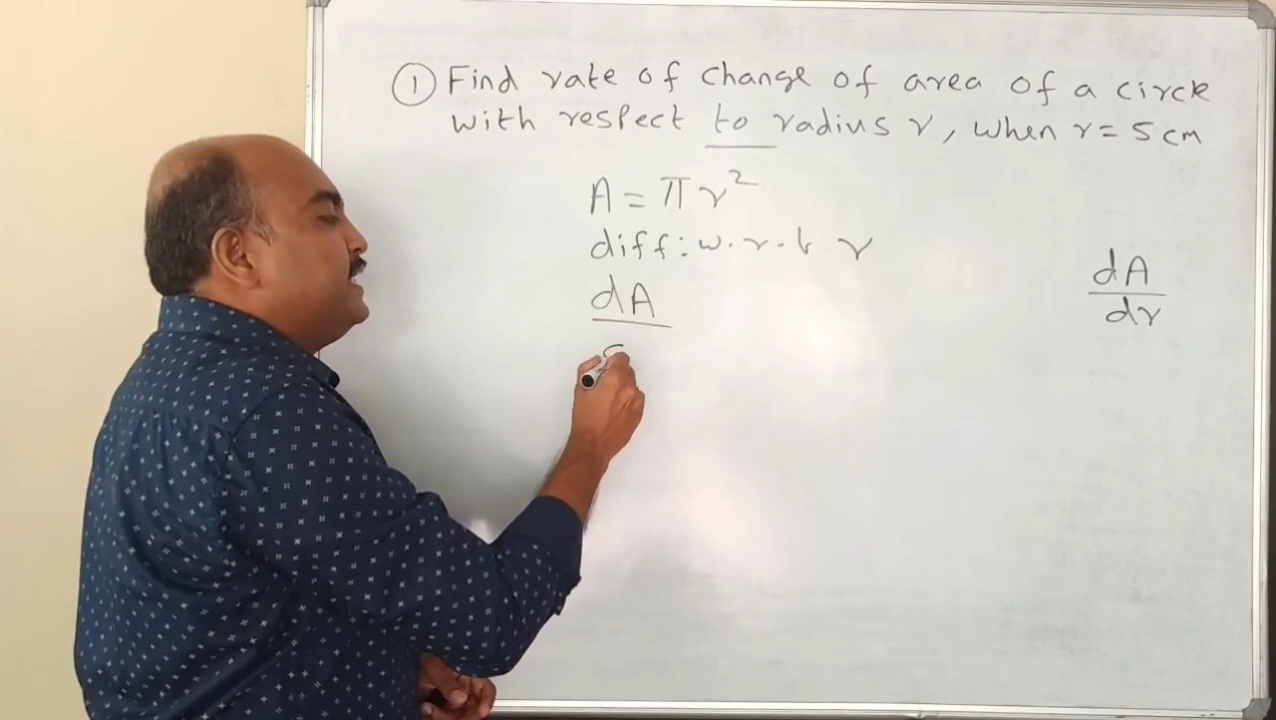 ① Find rate of change of area of a circle
with respect to radius r, when r = 5 cm
A = πr²
diff: w.r.t r
dA
dA
dr